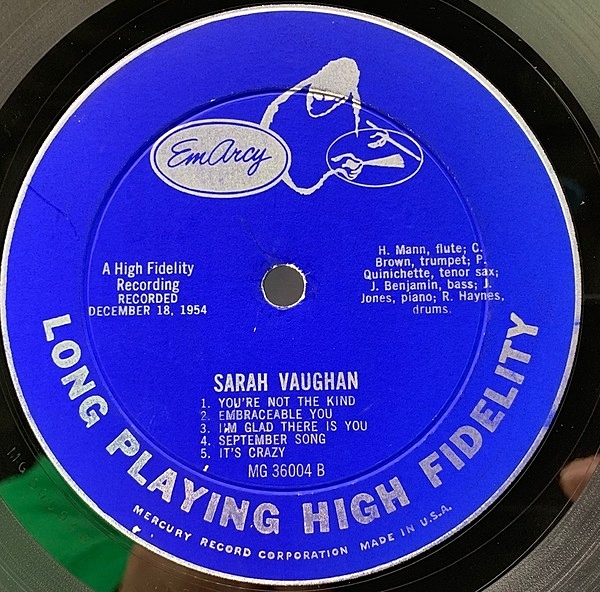 EmArcy
A High Fidelity
Recording
RECORDED
DECEMBER 18, 1954
H. Mann, flute; C.
Brown, trumpet; P.
Quinichette, tenor sax;
J. Benjamin, bass; J.
Jones, piano; R. Haynes,
drums.
SARAH VAUGHAN
1. YOU'RE NOT THE KIND
2. EMBRACEABLE YOU
3. I'M GLAD THERE IS YOU
4. SEPTEMBER SONG
5. IT'S CRAZY
MG 36004 B
LONG PLAYING HIGH FIDELITY
MERCURY RECORD CORPORATION MADE IN U.S.A.